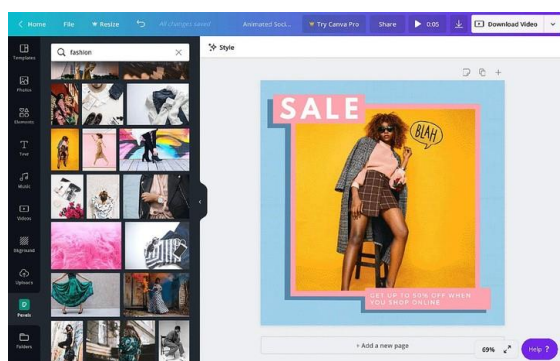 Home File Resize All changes saved Animated Soci... Try Canva Pro Share 0:05 Download Video
Templates
Photos
Elements
Text
Music
Videos
Bkground
Uploads
Pexels
Folders
fashion
Style
SALE
BLAH
GET UP TO 50% OFF WHEN
YOU SHOP ONLINE
+ Add a new page
69%
Help ?